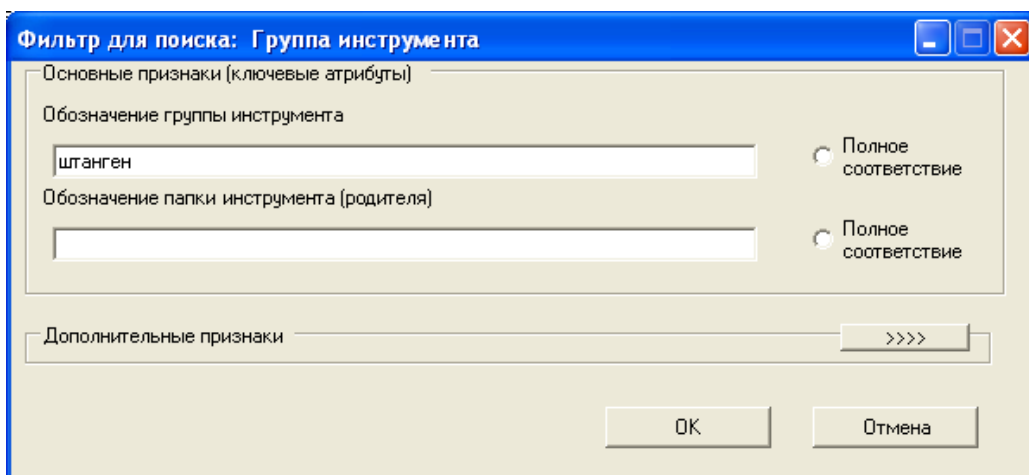 Фильтр для поиска: Группа инструмента
Основные признаки (ключевые атрибуты)
Обозначение группы инструмента
штанген
Полное
соответствие
Обозначение папки инструмента (родителя)
Полное
соответствие
Дополнительные признаки
>>>>
OK
Отмена